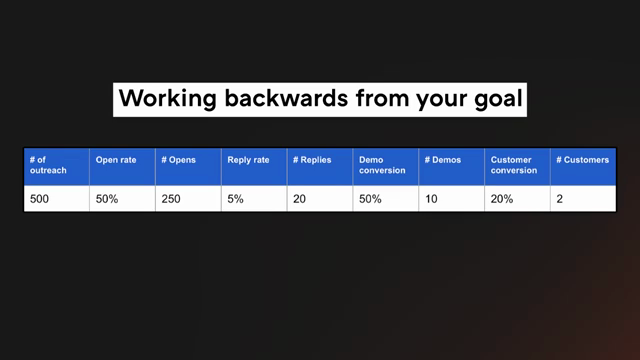 Working backwards from your goal
# of outreach Open rate # Opens Reply rate # Replies Demo conversion # Demos Customer conversion # Customers
500 50% 250 5% 20 50% 10 20% 2